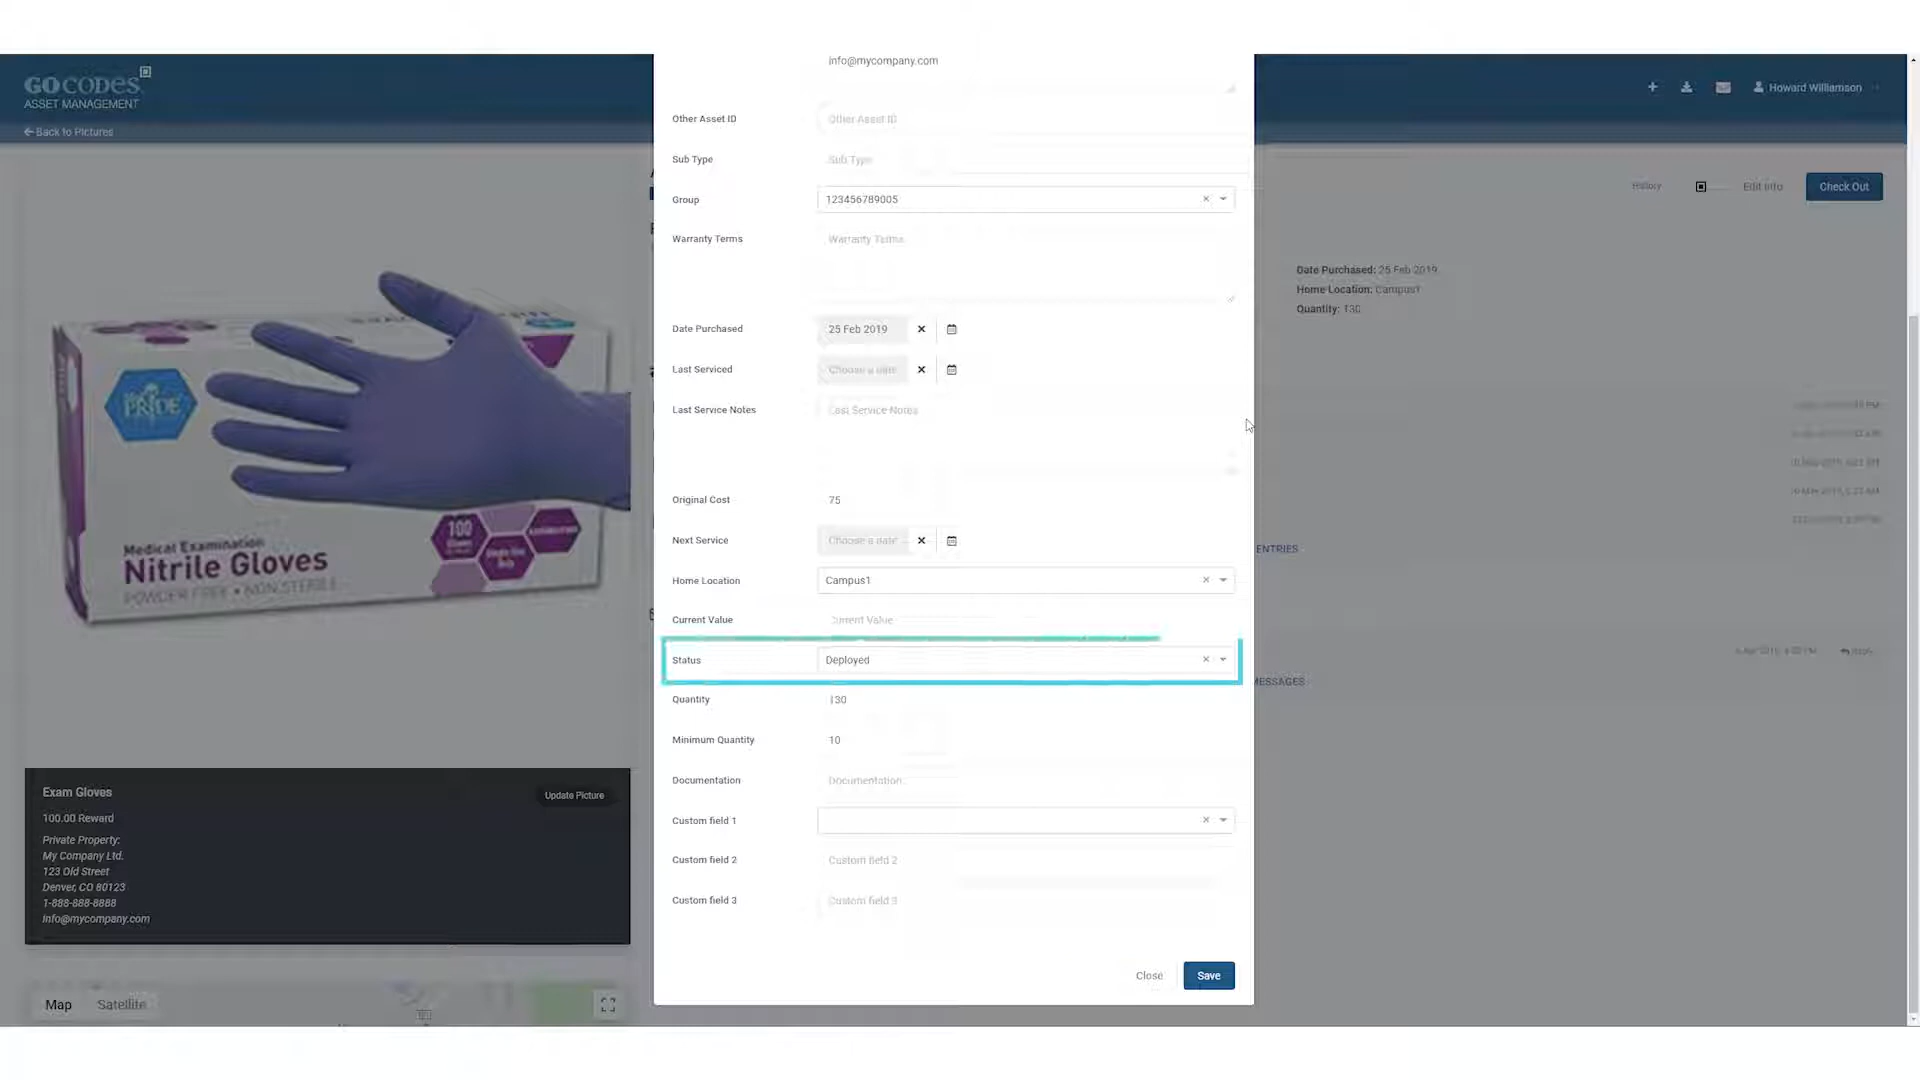 GOCODES
ASSET MANAGEMENT
Back to Pictures
Howard Williamson
History
Edit Info
Check Out
Date Purchased: 25 Feb 2019
Home Location: Campus1
Quantity: 130
info@mycompany.com
Other Asset ID Other Asset ID
Sub Type Sub Type
Group 123456789005
Warranty Terms Warranty Terms
Date Purchased 25 Feb 2019
Last Serviced Choose a date
Last Service Notes Last Service Notes
Original Cost 75
Next Service Choose a date
Home Location Campus1
Current Value Current Value
Status Deployed
Quantity 130
Minimum Quantity 10
Documentation Documentation
Custom field 1
Custom field 2 Custom field 2
Custom field 3 Custom field 3
Close
Save
ENTRIES
MESSAGES
PRIDE
Medical Examination
Nitrile Gloves
POWDER FREE • NON STERILE
100
Exam Gloves
Update Picture
100.00 Reward
Private Property:
My Company Ltd.
123 Old Street
Denver, CO 80123
1-888-888-8888
info@mycompany.com
Map
Satellite